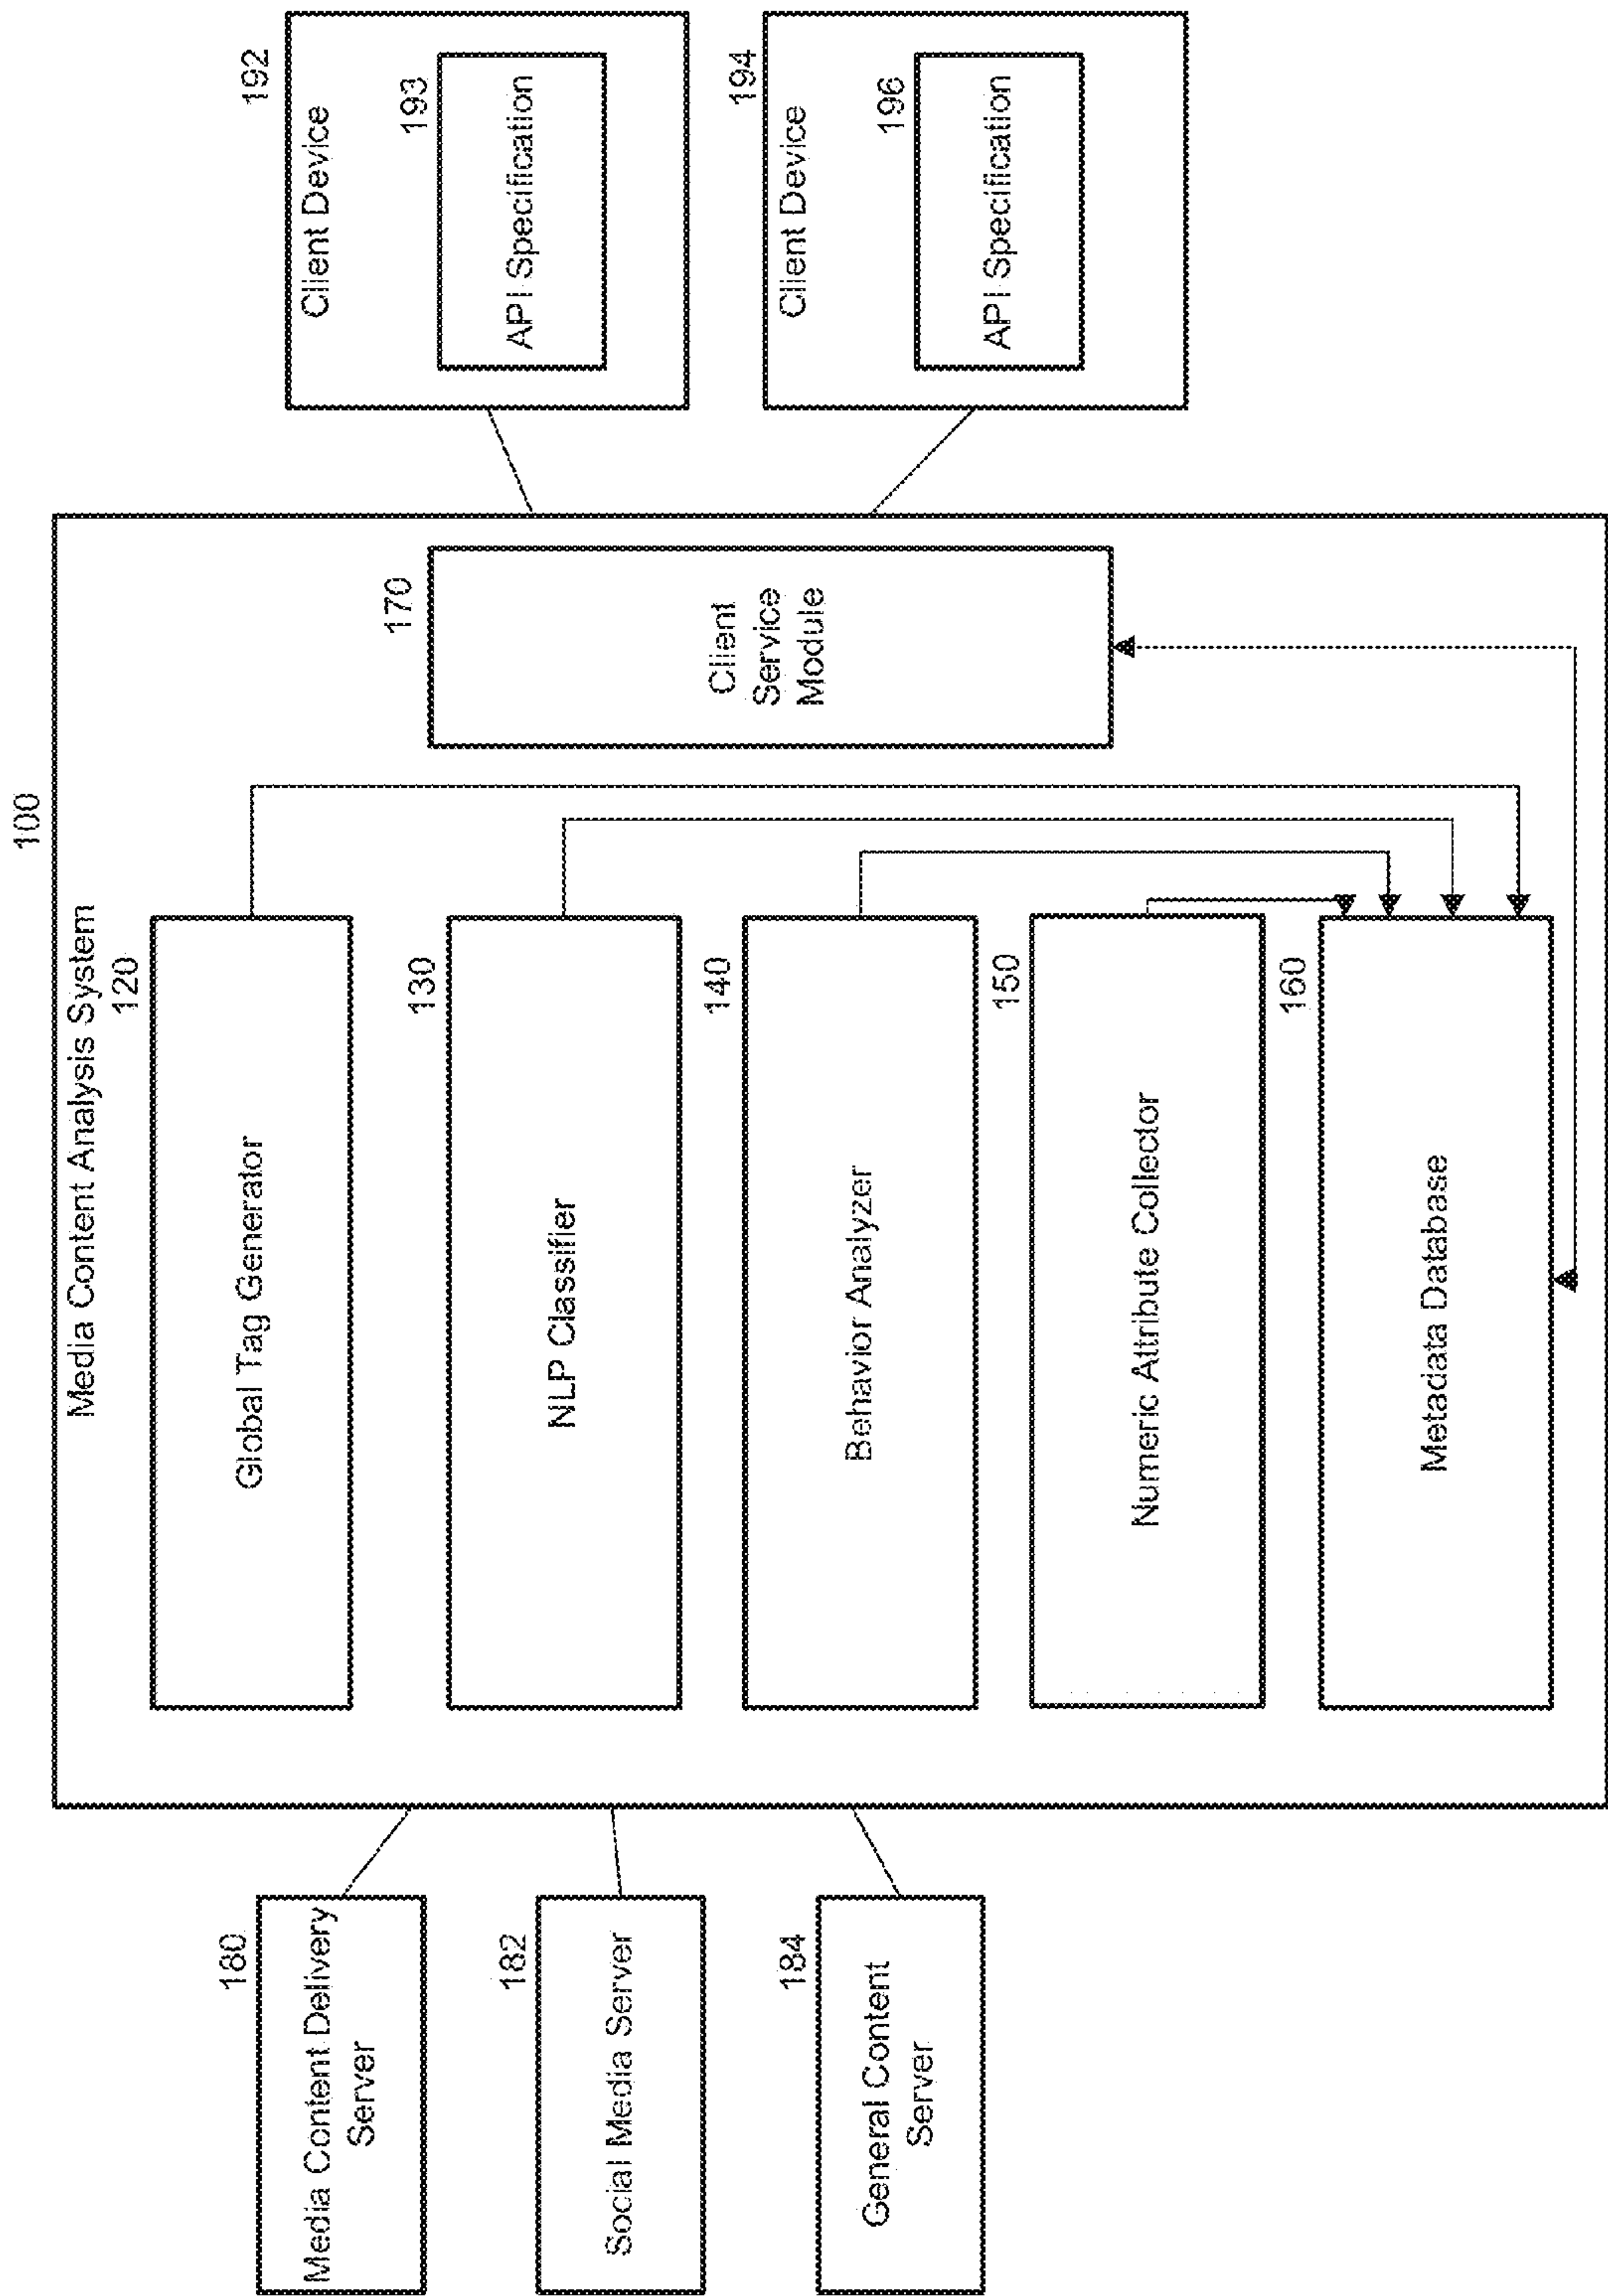 100
Media Content Analysis System
180
Media Content Delivery
Server
182
Social Media Server
184
General Content
Server
120
Global Tag Generator
130
NLP Classifier
140
Behavior Analyzer
150
Numeric Attribute Collector
160
Metadata Database
170
Client
Service
Module
192
Client Device
193
API Specification
194
Client Device
196
API Specification